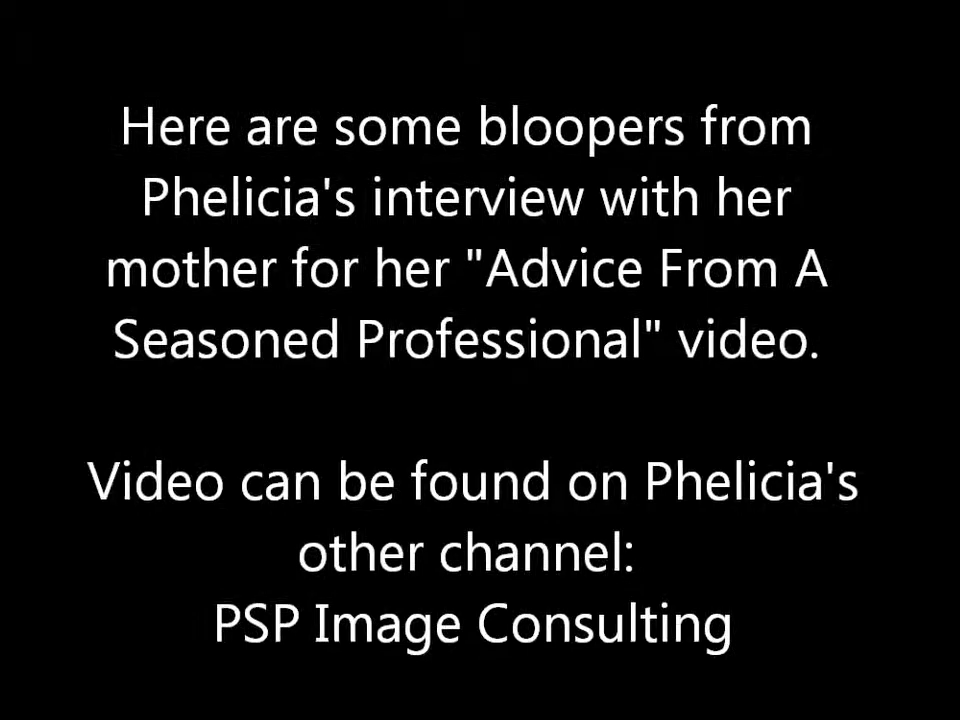 Here are some bloopers from
Phelicia's interview with her
mother for her "Advice From A
Seasoned Professional" video.
Video can be found on Phelicia's
other channel:
PSP Image Consulting